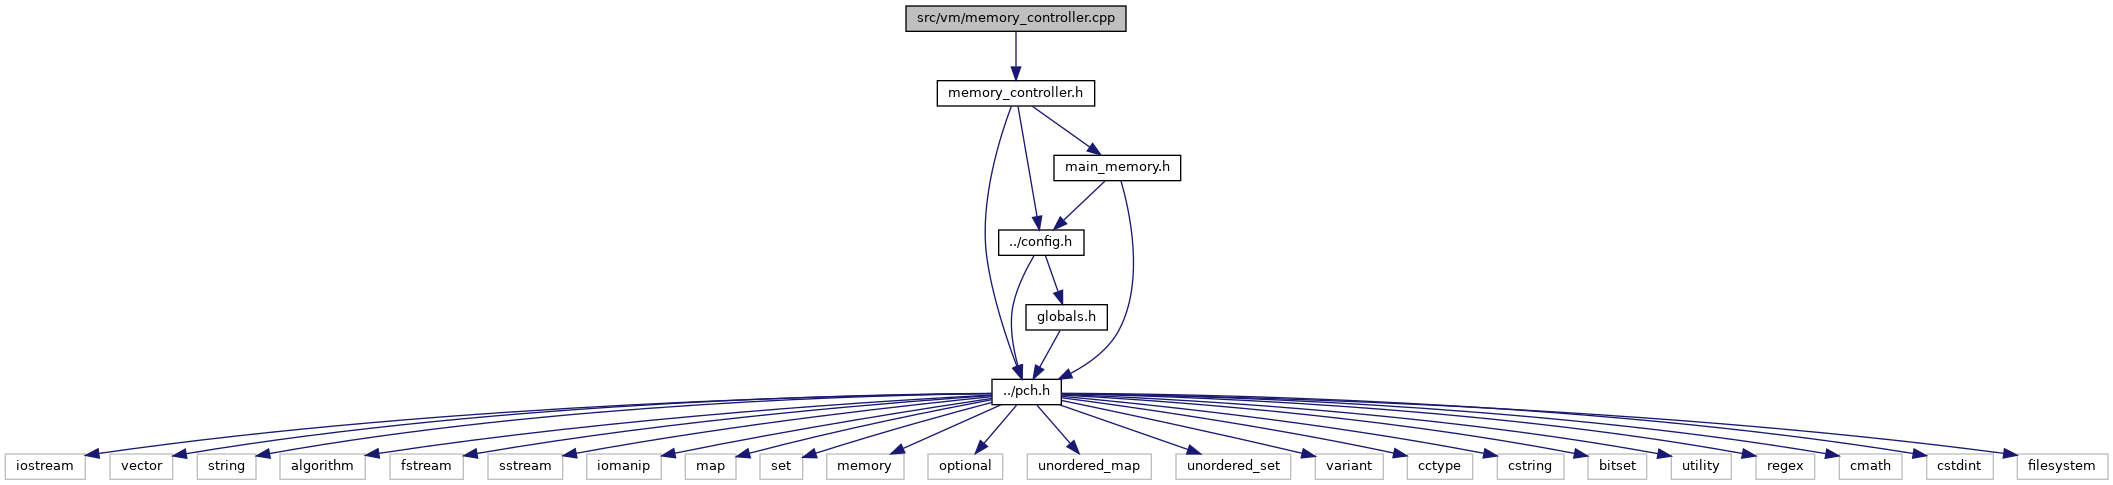 src/vm/memory_controller.cpp
memory_controller.h
main_memory.h
../config.h
globals.h
../pch.h
iostream
vector
string
algorithm
fstream
sstream
iomanip
map
set
memory
optional
unordered_map
unordered_set
variant
cctype
cstring
bitset
utility
regex
cmath
cstdint
filesystem